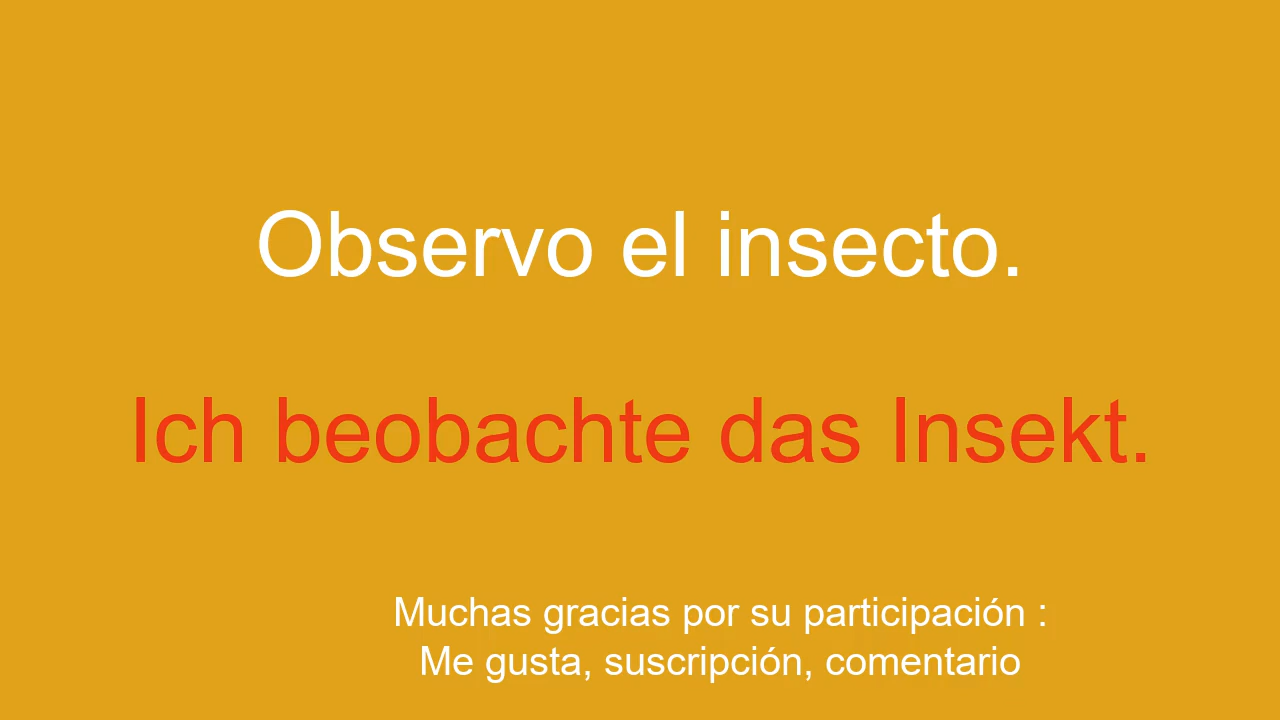 Observo el insecto.
Ich beobachte das Insekt.
Muchas gracias por su participación :
Me gusta, suscripción, comentario